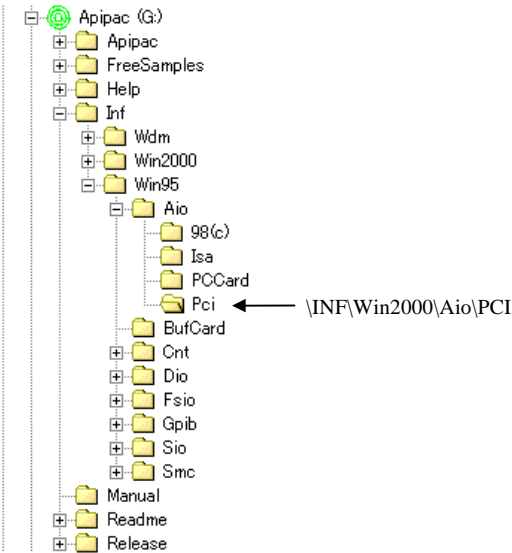 Apipac (G:)
Apipac
FreeSamples
Help
Inf
Wdm
Win2000
Win95
Aio
98(c)
Isa
PCCard
Pci \INF\Win2000\Aio\PCI
BufCard
Cnt
Dio
Fsio
Gpib
Sio
Smc
Manual
Readme
Release